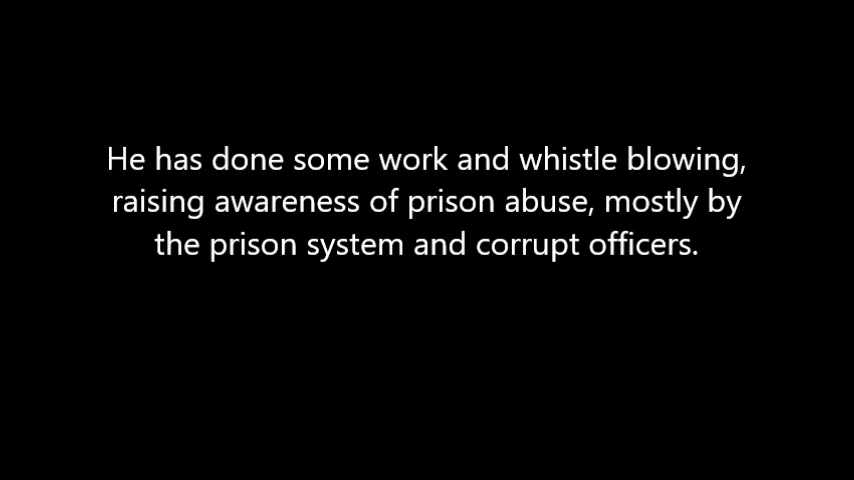 He has done some work and whistle blowing,
raising awareness of prison abuse, mostly by
the prison system and corrupt officers.